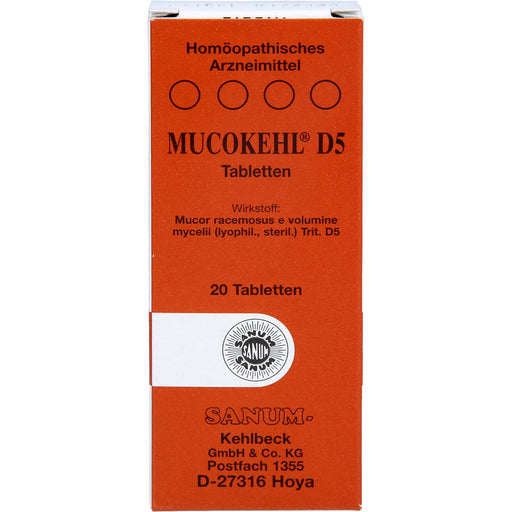 Homöopathisches
Arzneimittel
MUCOKEHL® D5
Tabletten
Wirkstoff:
Mucor racemosus e volumine
mycelii (lyophil., steril.) Trit. D5
20 Tabletten
SANUM
SANUM
SANUM
SANUM-
Kehlbeck
GmbH & Co. KG
Postfach 1355
D-27316 Hoya